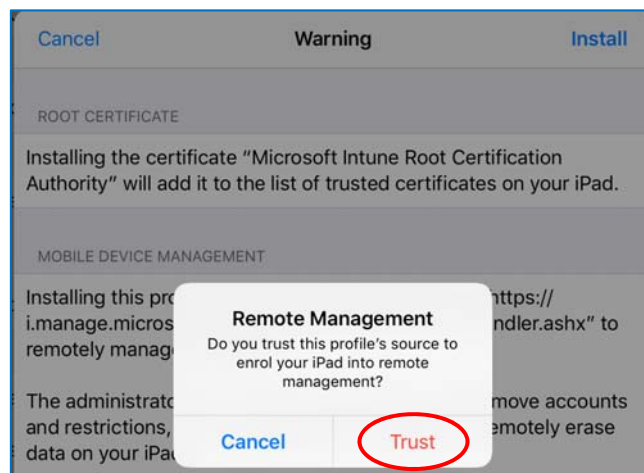 Cancel Warning Install
ROOT CERTIFICATE
Installing the certificate “Microsoft Intune Root Certification
Authority” will add it to the list of trusted certificates on your iPad.
MOBILE DEVICE MANAGEMENT
Installing this https://
i.manage.micros ndler.ashx” to
remotely manag
The move accounts
and restrictions, emotely erase
data on your
Remote Management
Do you trust this profile's source to
enrol your iPad into remote
management?
Cancel Trust